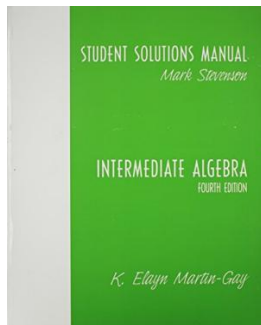 STUDENT SOLUTIONS MANUAL
Mark Stevenson
INTERMEDIATE ALGEBRA
FOURTH EDITION
K. Elayn Martin-Gay